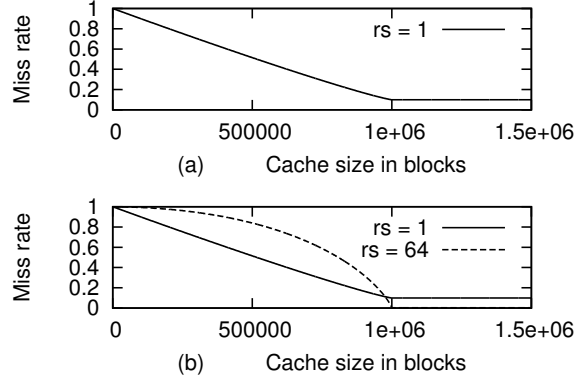 1
0.8
0.6
0.4
0.2
0
Miss rate
rs = 1
0 500000 1e+06 1.5e+06
(a) Cache size in blocks
1
0.8
0.6
0.4
0.2
0
Miss rate
rs = 1
rs = 64
0 500000 1e+06 1.5e+06
(b) Cache size in blocks